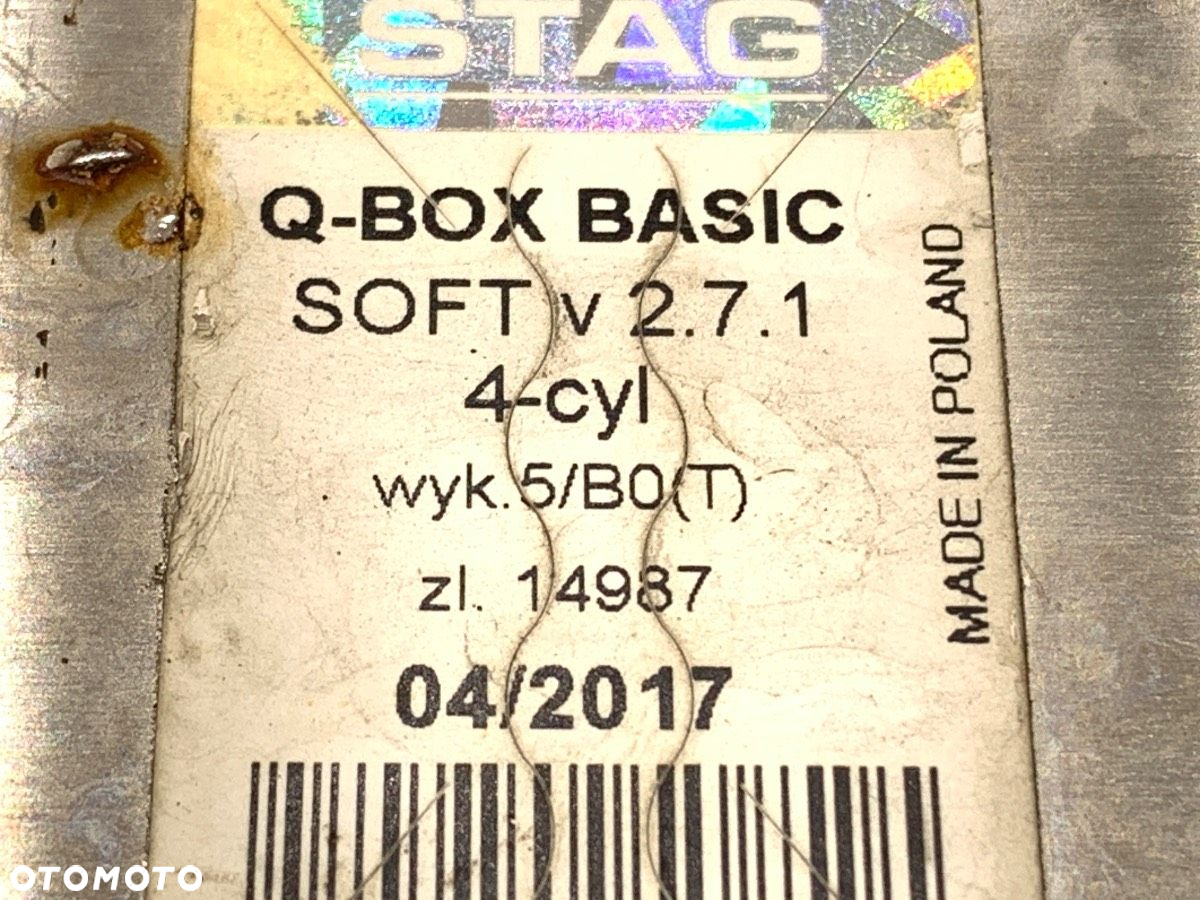 STAG
Q-BOX BASIC
SOFT v 2.7.1
4-cyl
wyk.5/B0(T)
zl. 14987
04/2017
MADE IN POLAND
OTOMOTO